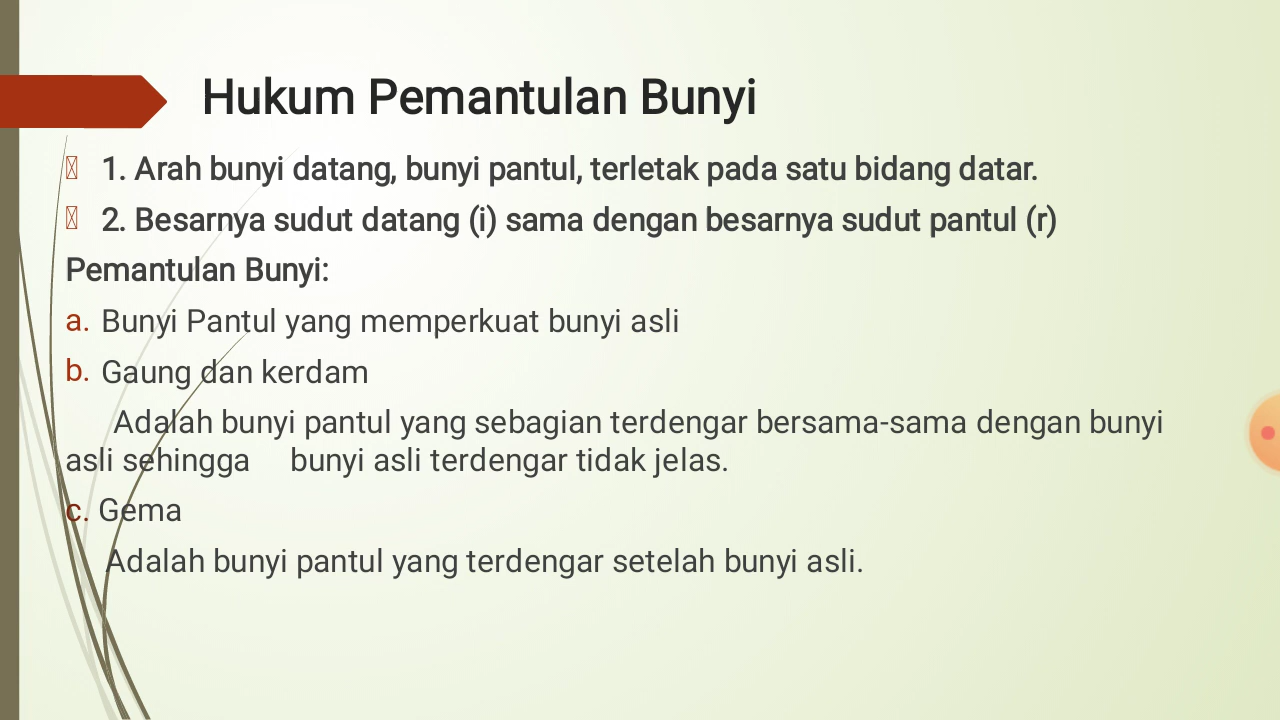 Hukum Pemantulan Bunyi
1. Arah bunyi datang, bunyi pantul, terletak pada satu bidang datar.
2. Besarnya sudut datang (i) sama dengan besarnya sudut pantul (r)
Pemantulan Bunyi:
a. Bunyi Pantul yang memperkuat bunyi asli
b. Gaung dan kerdam
Adalah bunyi pantul yang sebagian terdengar bersama-sama dengan bunyi
asli sehingga bunyi asli terdengar tidak jelas.
c. Gema
Adalah bunyi pantul yang terdengar setelah bunyi asli.